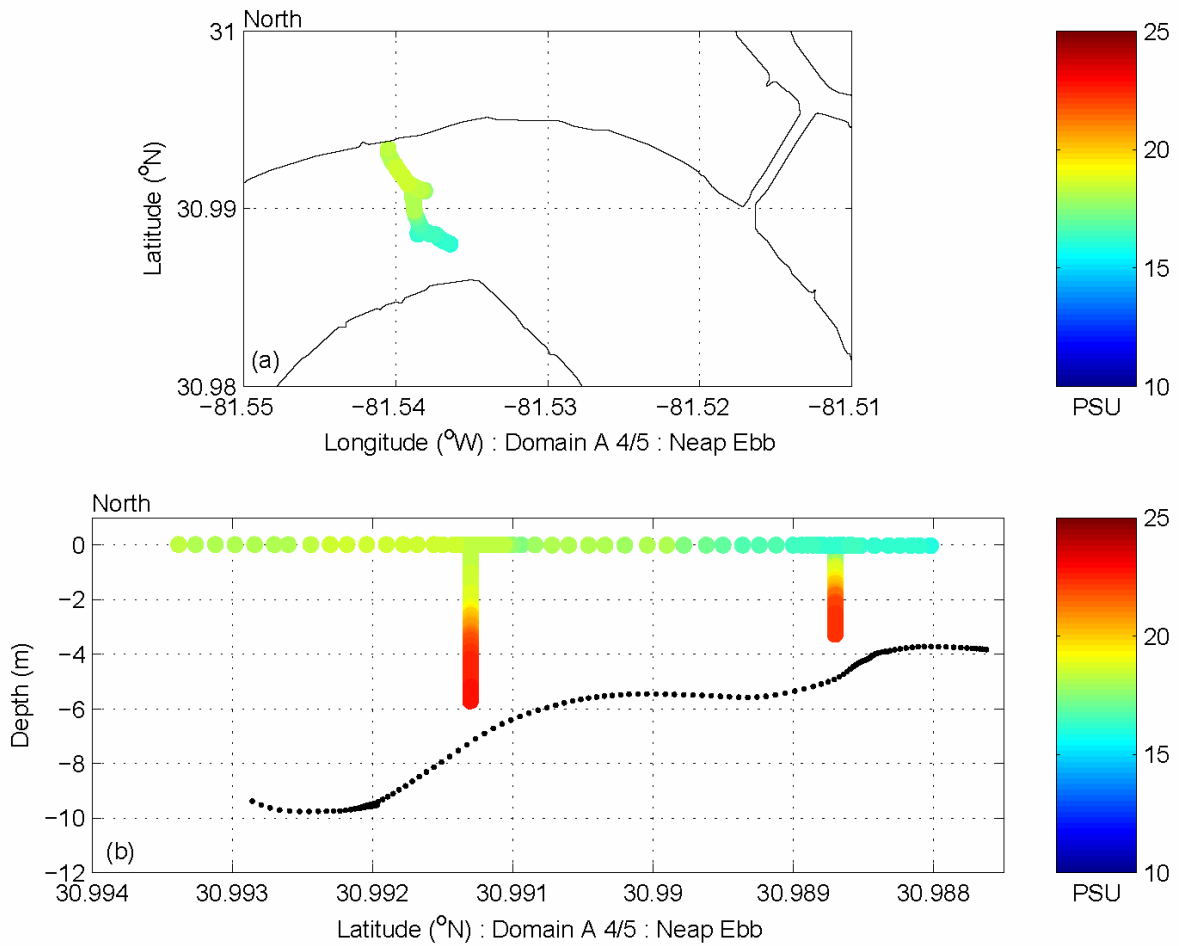 North
31
30.99
30.98
Latitude (°N)
(a)
−81.55 −81.54 −81.53 −81.52 −81.51
Longitude (°W) : Domain A 4/5 : Neap Ebb
25
20
15
10
PSU
North
0
−2
−4
−6
−8
−10
−12
Depth (m)
(b)
30.994 30.993 30.992 30.991 30.99 30.989 30.988
Latitude (°N) : Domain A 4/5 : Neap Ebb
25
20
15
10
PSU